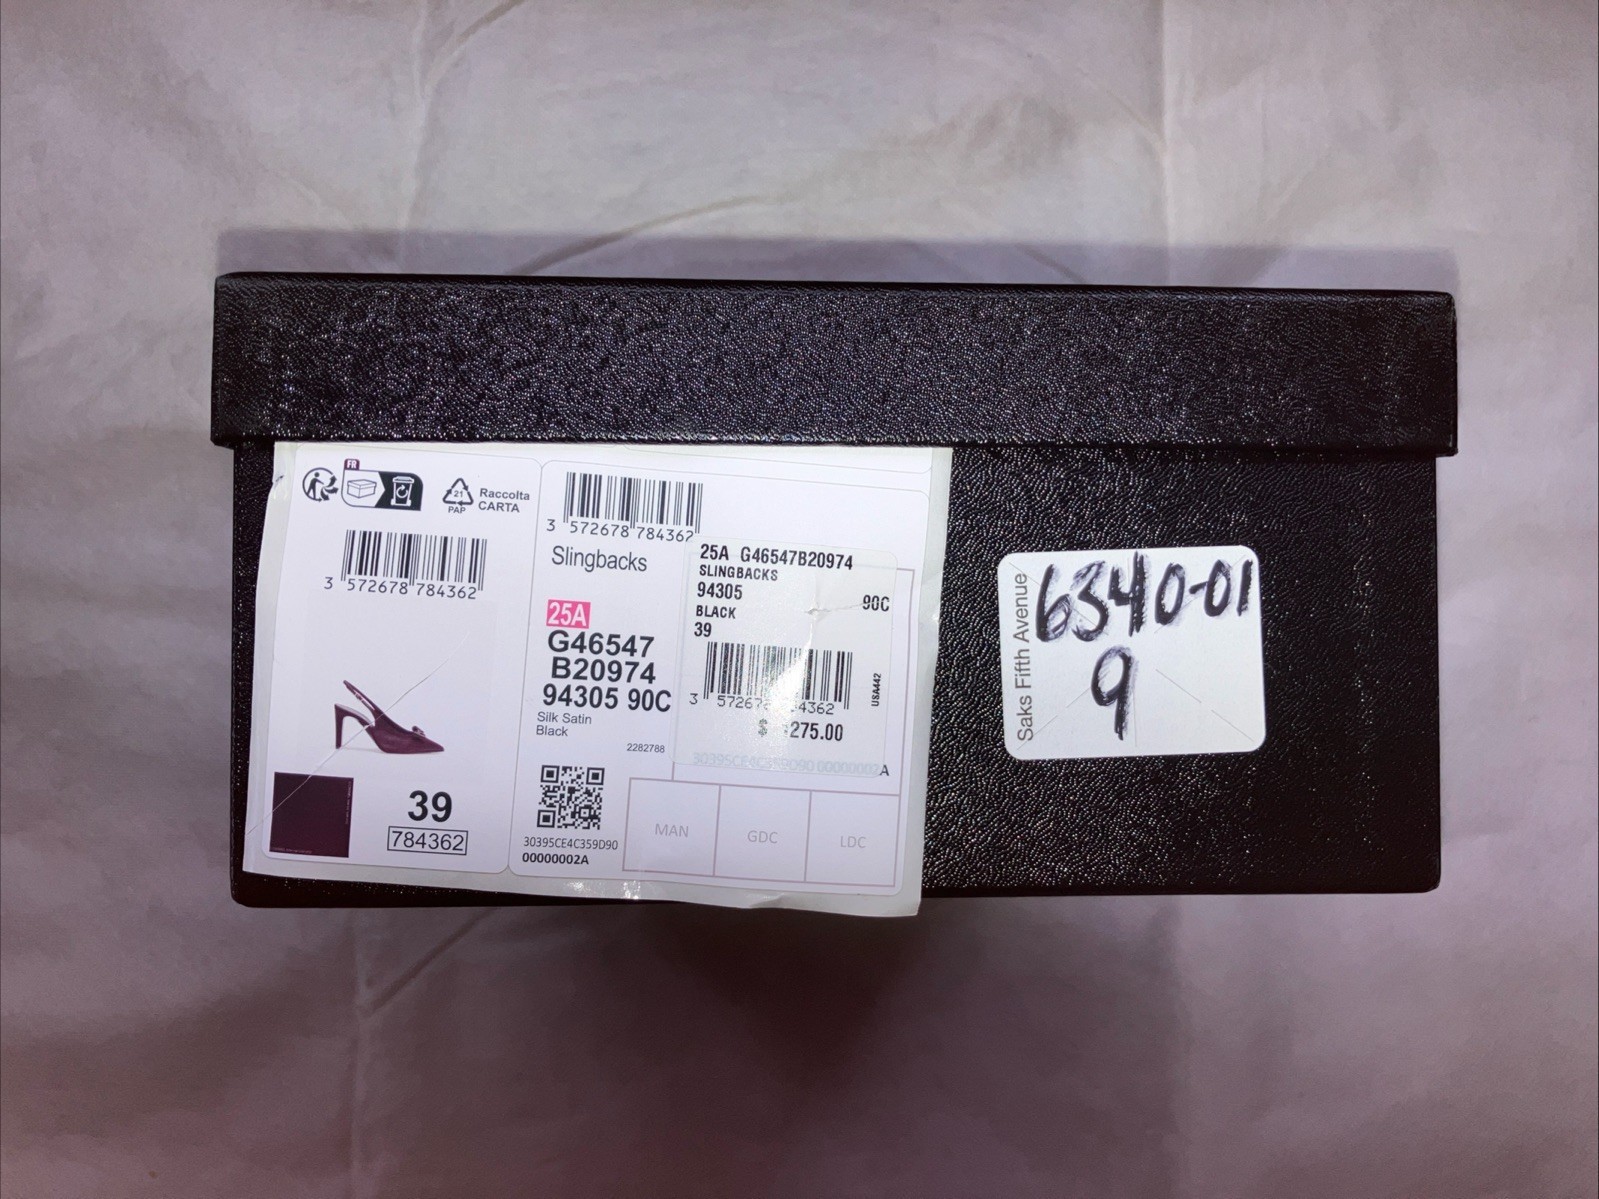 FR
21
PAP
Raccolta
CARTA
3 572678 784362
39
784362
3 572678 784362
Slingbacks
25A
G46547
B20974
94305 90C
Silk Satin
Black
2282788
30395CE4C359D90
00000002A
25A G46547B20974
SLINGBACKS
94305 90C
BLACK
39
USA442
$ 275.00
30395CE4C359D90 00000002A
MAN GDC LDC
Saks Fifth Avenue
6340-01
9